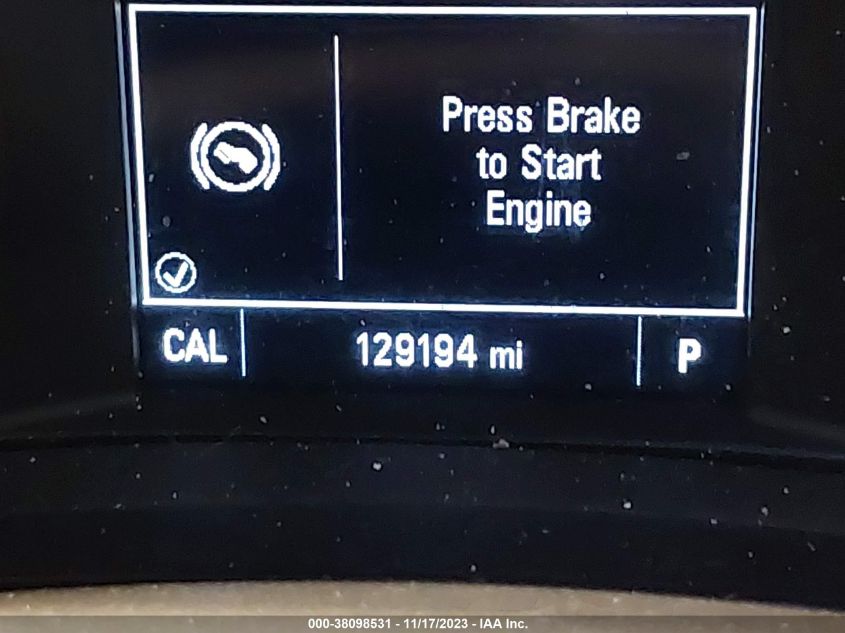 Press Brake
to Start
Engine
CAL 129194 mi P
000-38098531 - 11/17/2023 - IAA Inc.